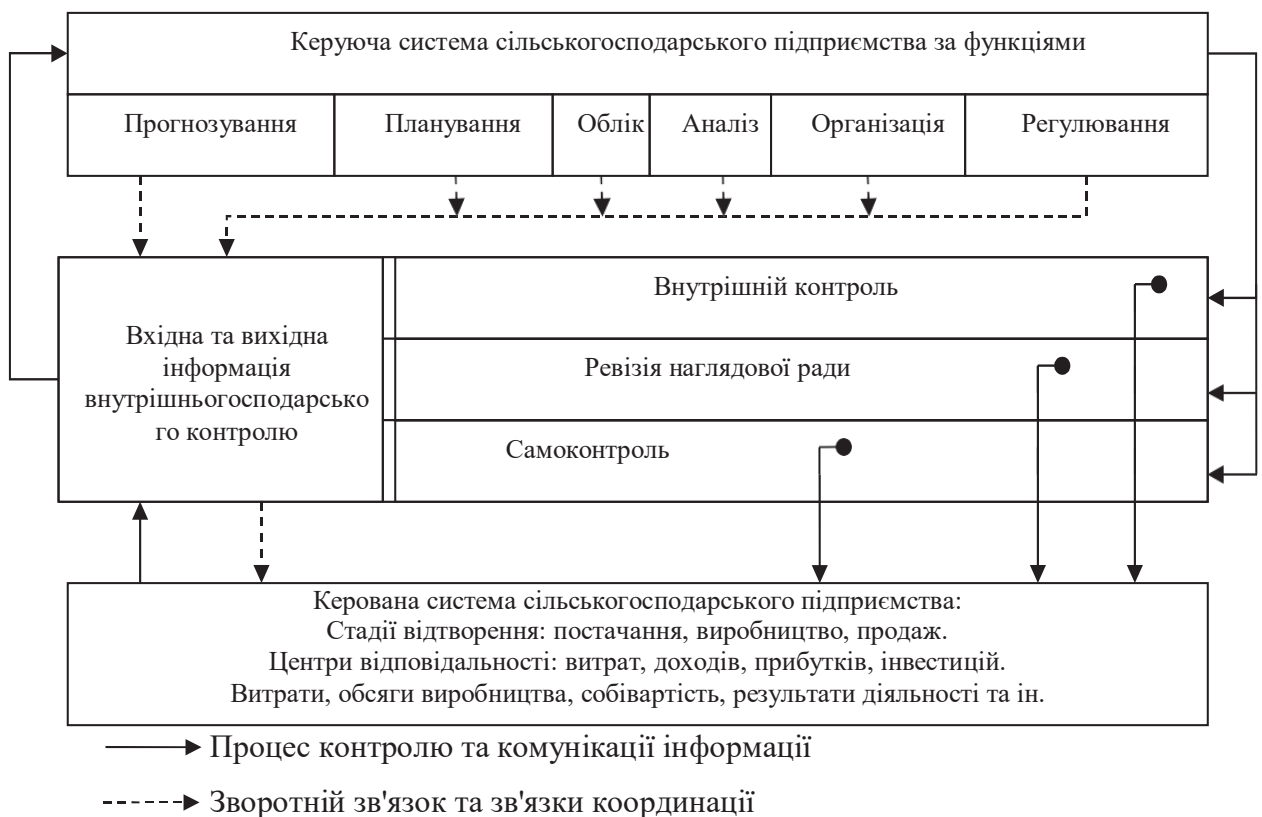 Керуюча система сільськогосподарського підприємства за функціями
Прогнозування
Планування
Облік
Аналіз
Організація
Регулювання
Вхідна та вихідна
інформація
внутрішньогосподарсько
го контролю
Внутрішній контроль
Ревізія наглядової ради
Самоконтроль
Керована система сільськогосподарського підприємства:
Стадії відтворення: постачання, виробництво, продаж.
Центри відповідальності: витрат, доходів, прибутків, інвестицій.
Витрати, обсяги виробництва, собівартість, результати діяльності та ін.
Процес контролю та комунікації інформації
Зворотній зв'язок та зв'язки координації